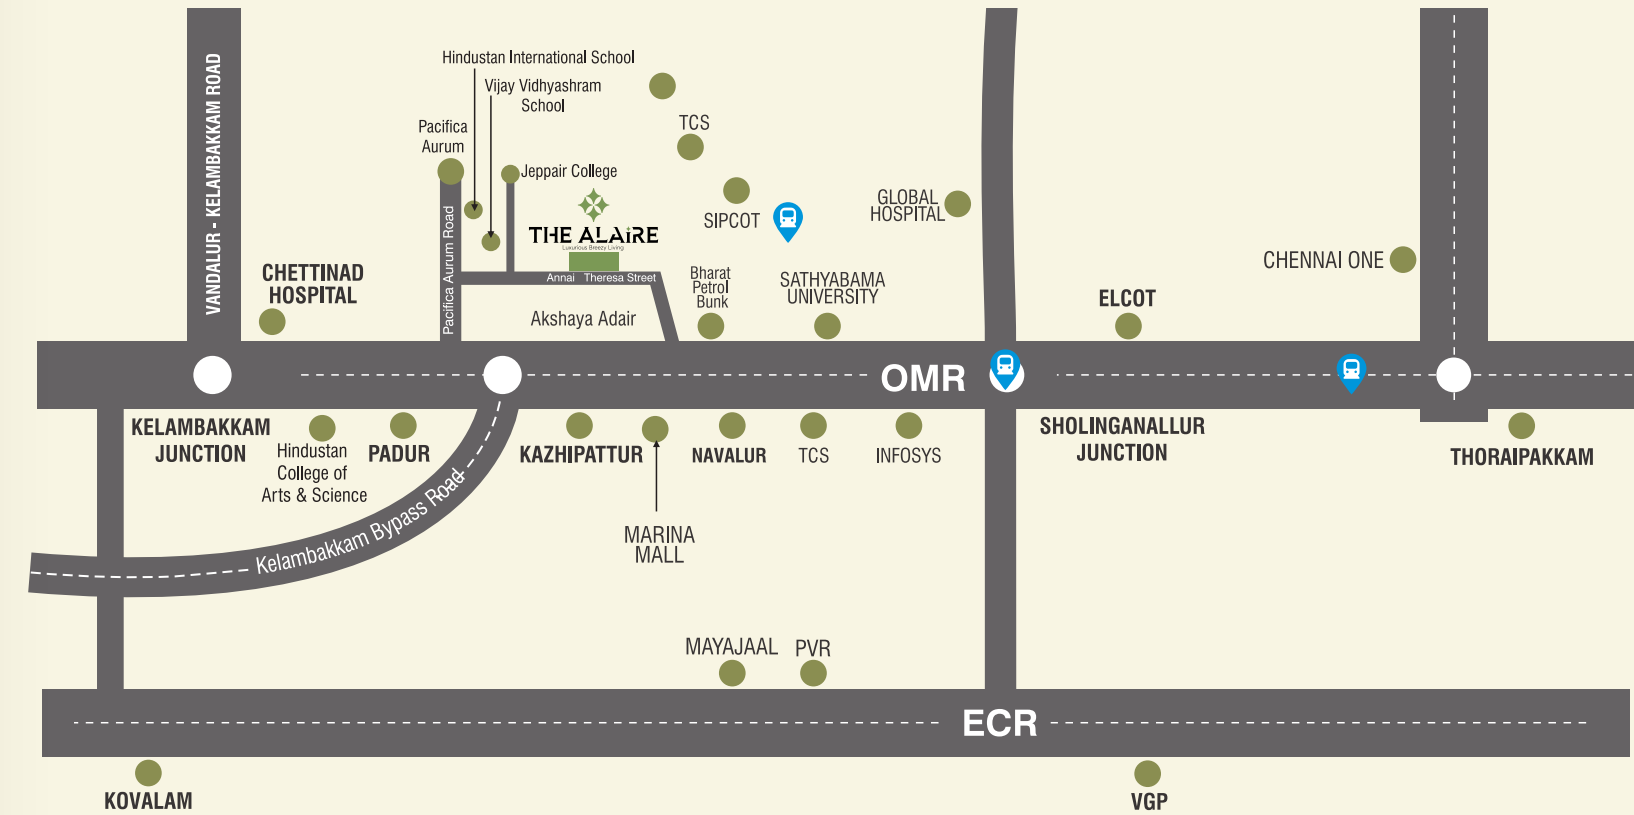 VANDALUR - KELAMBAKKAM ROAD
Hindustan International School
Vijay Vidhyashram
School
Pacifica
Aurum
Jeppair College
TCS
SIPCOT
GLOBAL
HOSPITAL
CHENNAI ONE
THE ALAIRE
Luxurious Breezy Living
Pacifica Aurum Road
Annai Theresa Street
Akshaya Adair
CHETTINAD
HOSPITAL
Bharat
Petrol
Bunk
SATHYABAMA
UNIVERSITY
ELCOT
OMR
KELAMBAKKAM
JUNCTION
Hindustan
College of
Arts & Science
PADUR
KAZHIPATTUR
NAVALUR
TCS
INFOSYS
SHOLINGANALLUR
JUNCTION
THORAIPAKKAM
Kelambakkam Bypass Road
MARINA
MALL
MAYAJAAL
PVR
ECR
KOVALAM
VGP